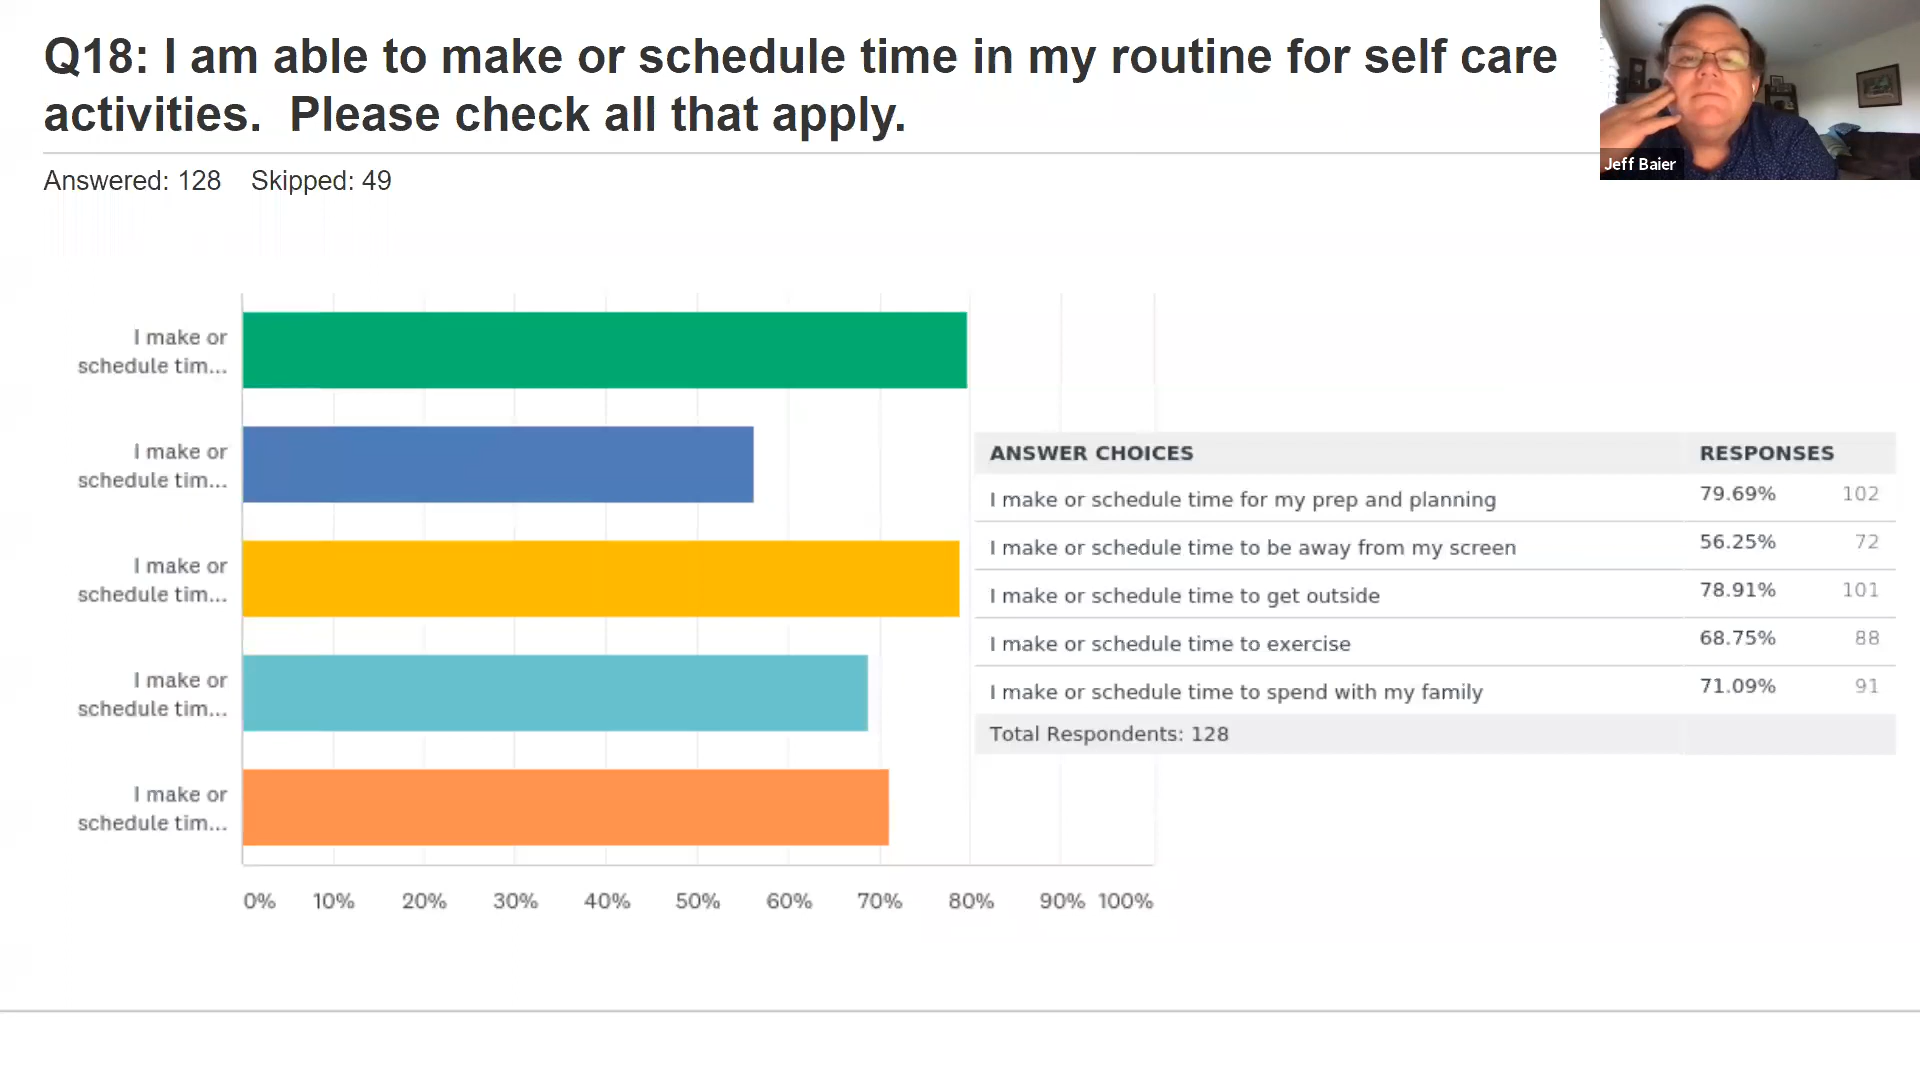 Q18: I am able to make or schedule time in my routine for self care
activities.  Please check all that apply.
Jeff Baier
Answered: 128    Skipped: 49
I make or
schedule tim...
I make or
schedule tim...
I make or
schedule tim...
I make or
schedule tim...
I make or
schedule tim...
0% 10% 20% 30% 40% 50% 60% 70% 80% 90% 100%
ANSWER CHOICES RESPONSES
I make or schedule time for my prep and planning 79.69% 102
I make or schedule time to be away from my screen 56.25% 72
I make or schedule time to get outside 78.91% 101
I make or schedule time to exercise 68.75% 88
I make or schedule time to spend with my family 71.09% 91
Total Respondents: 128